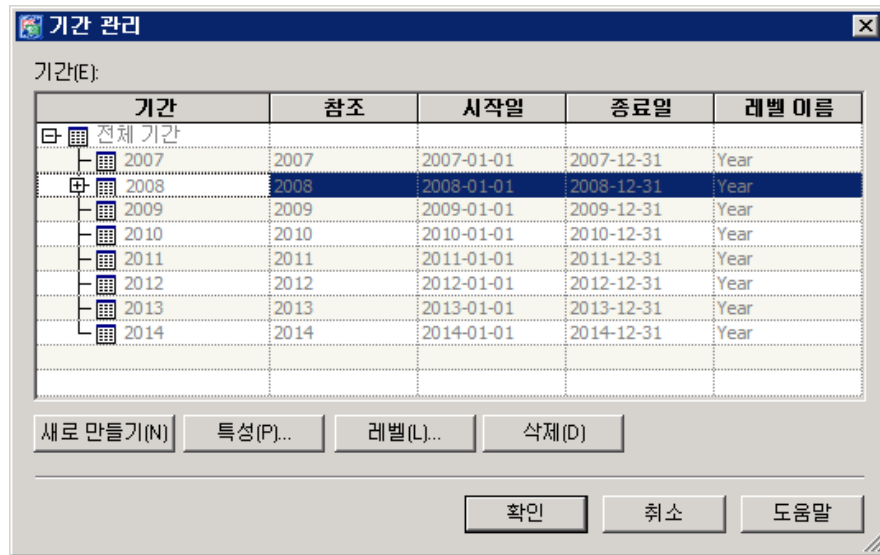 기간 관리
기간(E):
기간 참조 시작일 종료일 레벨 이름
전체 기간
2007 2007 2007-01-01 2007-12-31 Year
2008 2008 2008-01-01 2008-12-31 Year
2009 2009 2009-01-01 2009-12-31 Year
2010 2010 2010-01-01 2010-12-31 Year
2011 2011 2011-01-01 2011-12-31 Year
2012 2012 2012-01-01 2012-12-31 Year
2013 2013 2013-01-01 2013-12-31 Year
2014 2014 2014-01-01 2014-12-31 Year
새로 만들기(N) 특성(P)... 레벨(L)... 삭제(D)
확인 취소 도움말